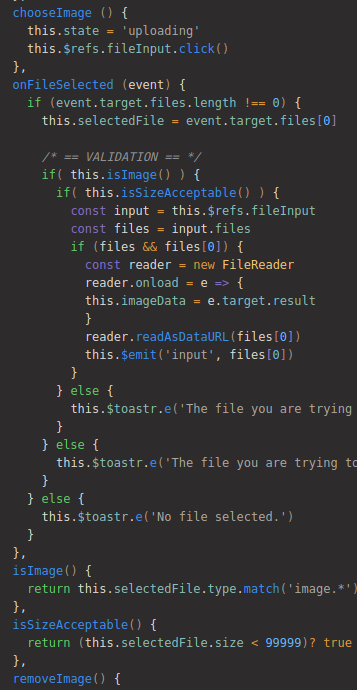 chooseImage () {
this.state = 'uploading'
this.$refs.fileInput.click()
},
onFileSelected (event) {
if (event.target.files.length !== 0) {
this.selectedFile = event.target.files[0]
/* == VALIDATION == */
if( this.isImage() ) {
if( this.isSizeAcceptable() ) {
const input = this.$refs.fileInput
const files = input.files
if (files && files[0]) {
const reader = new FileReader
reader.onload = e => {
this.imageData = e.target.result
}
reader.readAsDataURL(files[0])
this.$emit('input', files[0])
}
} else {
this.$toastr.e('The file you are trying
}
} else {
this.$toastr.e('The file you are trying to
}
} else {
this.$toastr.e('No file selected.')
}
},
isImage() {
return this.selectedFile.type.match('image.*')
},
isSizeAcceptable() {
return (this.selectedFile.size < 99999)? true
},
removeImage() {